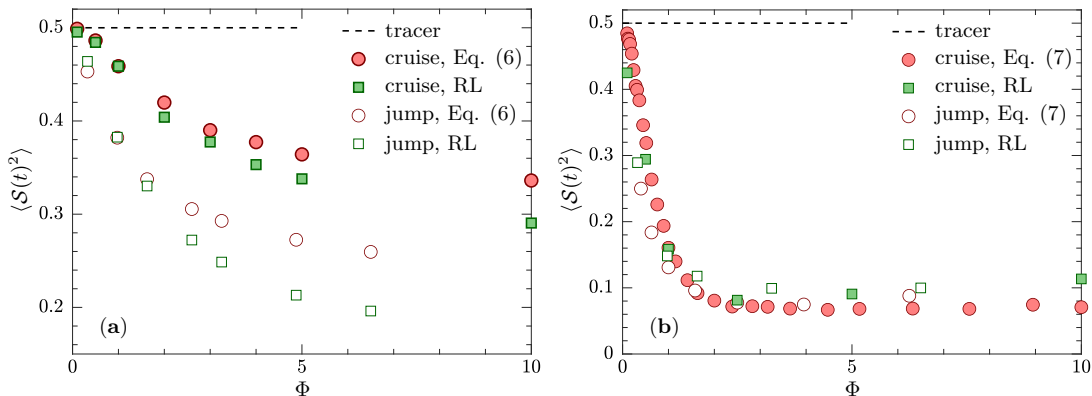 0.5
0.4
0.3
0.2
⟨𝒮(t)²⟩
tracer
cruise, Eq. (6)
cruise, RL
jump, Eq. (6)
jump, RL
(a)
0
5
10
Φ
0.5
0.4
0.3
0.2
0.1
0
⟨𝒮(t)²⟩
tracer
cruise, Eq. (7)
cruise, RL
jump, Eq. (7)
jump, RL
(b)
0
5
10
Φ